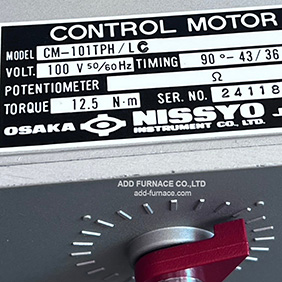 CONTROL MOTOR
MODEL CM-101TPH/LC
VOLT. 100 V 50/60Hz TIMING 90°-43/36
POTENTIOMETER Ω
TORQUE 12.5 N·m SER. NO. 24118
OSAKA NISSYO
INSTRUMENT CO., LTD. J
ADD FURNACE CO.,LTD
add-furnace.com